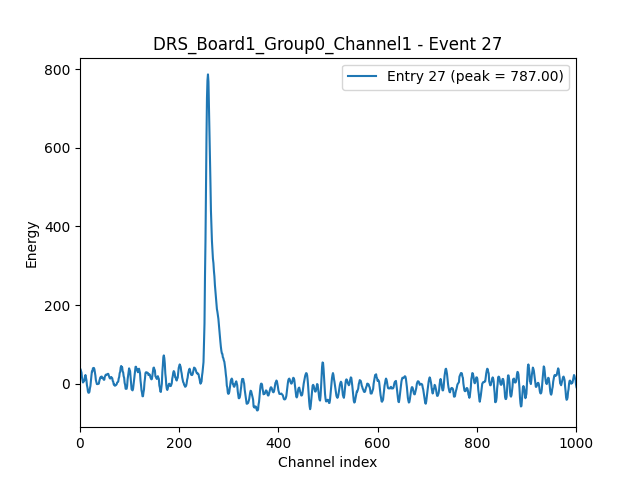 DRS_Board1_Group0_Channel1 - Event 27
Entry 27 (peak = 787.00)
Energy
800
600
400
200
0
0 200 400 600 800 1000
Channel index